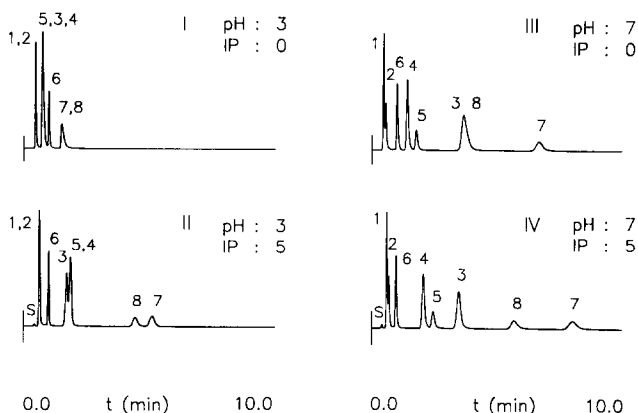 5,3,4
1,2
6
7,8
I
pH : 3
IP : 0
1
2
6
4
5
3
8
7
III
pH : 7
IP : 0
1,2
S
6
3
5,4
8
7
II
pH : 3
IP : 5
1
S
2
6
4
5
3
8
7
IV
pH : 7
IP : 5
0.0 t (min) 10.0
0.0 t (min) 10.0